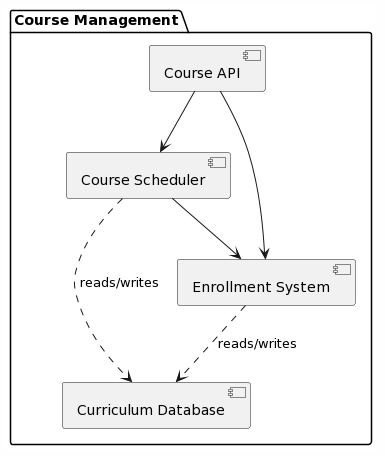 Course Management
Course API
Course Scheduler
reads/writes
Enrollment System
reads/writes
Curriculum Database